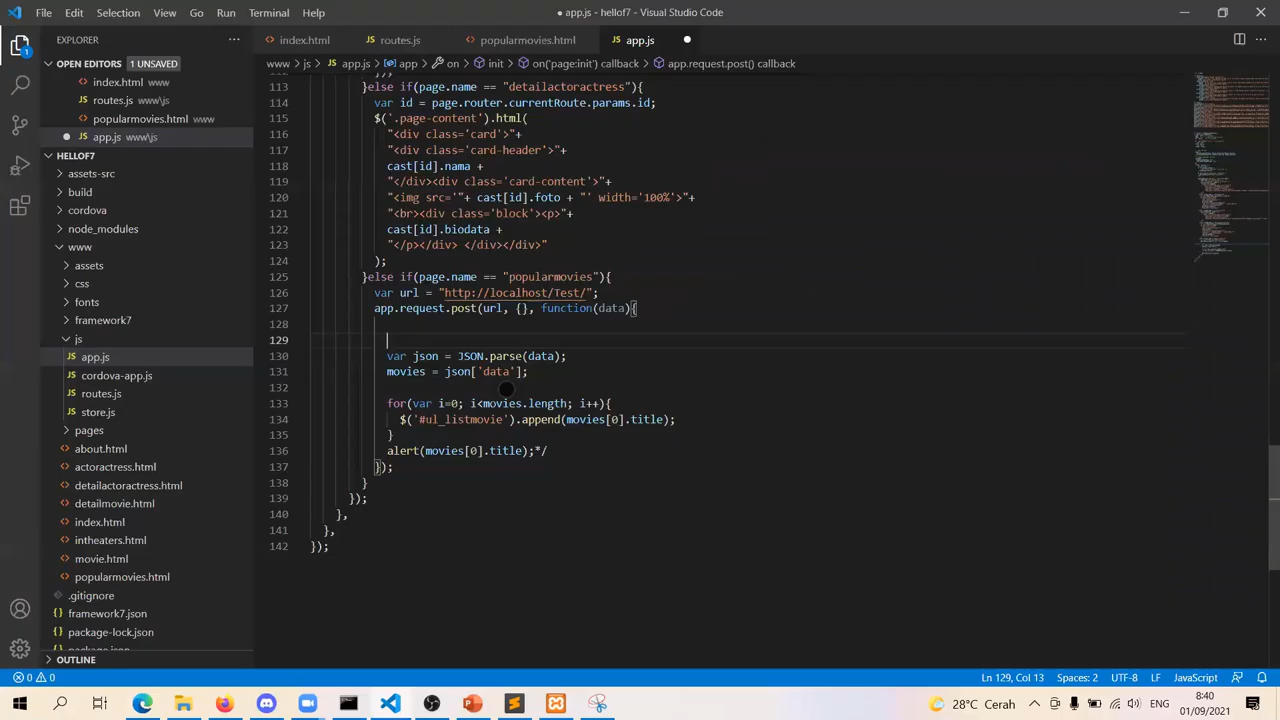 File Edit Selection View Go Run Terminal Help
● app.js - hellof7 - Visual Studio Code
EXPLORER
OPEN EDITORS 1 UNSAVED
index.html
routes.js www\js
popularmovies.html www
app.js www\js
HELLOF7
assets-src
build
cordova
node_modules
www
assets
css
fonts
framework7
js
app.js
cordova-app.js
routes.js
store.js
pages
about.html
actoractress.html
detailactoractress.html
detailmovie.html
index.html
intheaters.html
movie.html
popularmovies.html
.gitignore
framework7.json
package-lock.json
package.json
OUTLINE
index.html routes.js popularmovies.html app.js
www > js > app.js > app > on > init > on('page:init') callback > app.request.post() callback
112 });
113 }else if(page.name == "detailactoractress"){
114 var id = page.router.currentRoute.params.id;
115 $$('.page-content').html(
116 "<div class='card'>"+
117 "<div class='card-header'>"+
118 cast[id].nama +
119 "</div><div class='card-content'>"+
120 "<img src='"+ cast[id].foto + "' width='100%'>"+
121 "<br><div class='block'><p>"+
122 cast[id].biodata +
123 "</p></div> </div></div>"
124 );
125 }else if(page.name == "popularmovies"){
126 var url = "http://localhost/Test/";
127 app.request.post(url, {}, function(data){
128
129
130 var json = JSON.parse(data);
131 movies = json['data'];
132
133 for(var i=0; i<movies.length; i++){
134 $('#ul_listmovie').append(movies[0].title);
135 }
136 alert(movies[0].title);*/
137 });
138 }
139 });
140 },
141 },
142 });
0 0 Ln 129, Col 13 Spaces: 2 UTF-8 LF JavaScript
28°C Cerah ENG 8:40
01/09/2021